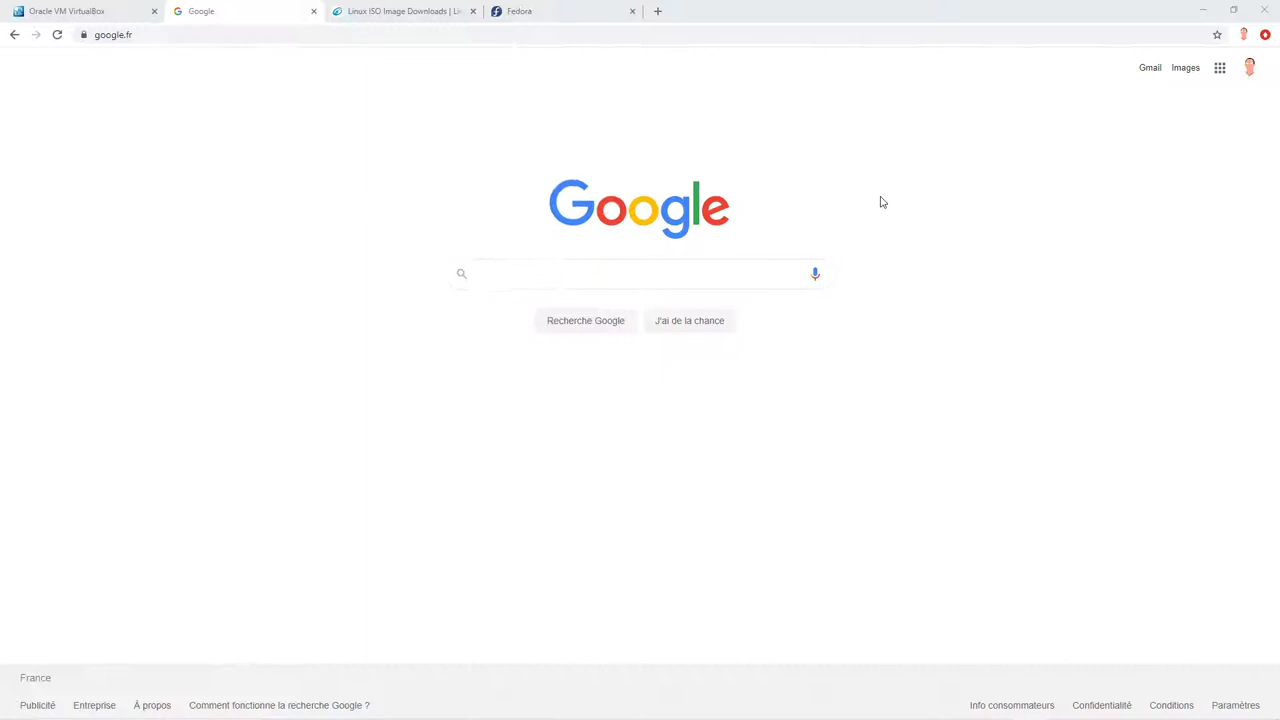 Oracle VM VirtualBox
Google
Linux ISO Image Downloads | Li
Fedora
google.fr
Gmail Images
Google
Recherche Google J'ai de la chance
France
Publicité Entreprise À propos Comment fonctionne la recherche Google ? Info consommateurs Confidentialité Conditions Paramètres